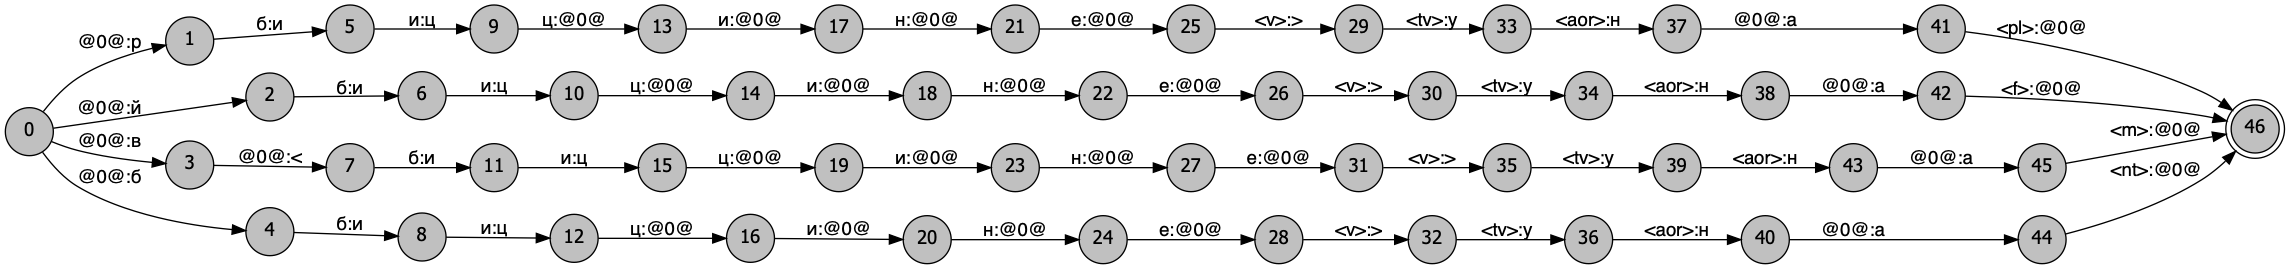 @0@:р 1 б:и 5 и:ц 9 ц:@0@ 13 и:@0@ 17 н:@0@ 21 е:@0@ 25 <v>:> 29 <tv>:у 33 <aor>:н 37 @0@:а 41 <pl>:@0@
@0@:й 2 б:и 6 и:ц 10 ц:@0@ 14 и:@0@ 18 н:@0@ 22 е:@0@ 26 <v>:> 30 <tv>:у 34 <aor>:н 38 @0@:а 42 <f>:@0@
0 46
@0@:в 3 @0@:< 7 б:и 11 и:ц 15 ц:@0@ 19 и:@0@ 23 н:@0@ 27 е:@0@ 31 <v>:> 35 <tv>:у 39 <aor>:н 43 @0@:а 45 <m>:@0@
@0@:б 4 б:и 8 и:ц 12 ц:@0@ 16 и:@0@ 20 н:@0@ 24 е:@0@ 28 <v>:> 32 <tv>:у 36 <aor>:н 40 @0@:а 44 <nt>:@0@